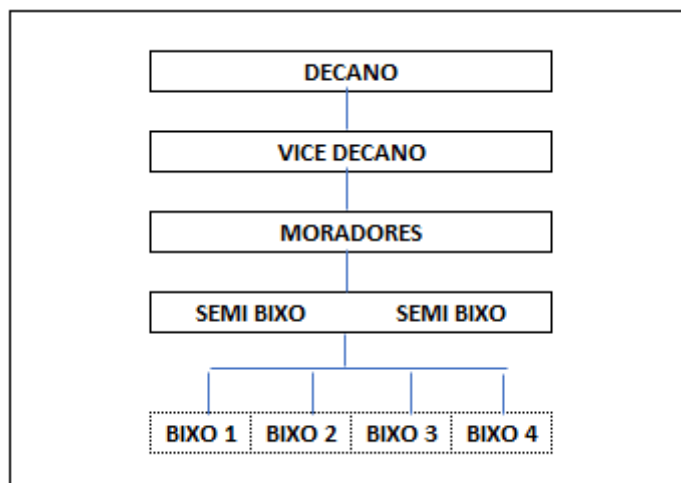 DECANO
VICE DECANO
MORADORES
SEMI BIXO SEMI BIXO
BIXO 1 BIXO 2 BIXO 3 BIXO 4